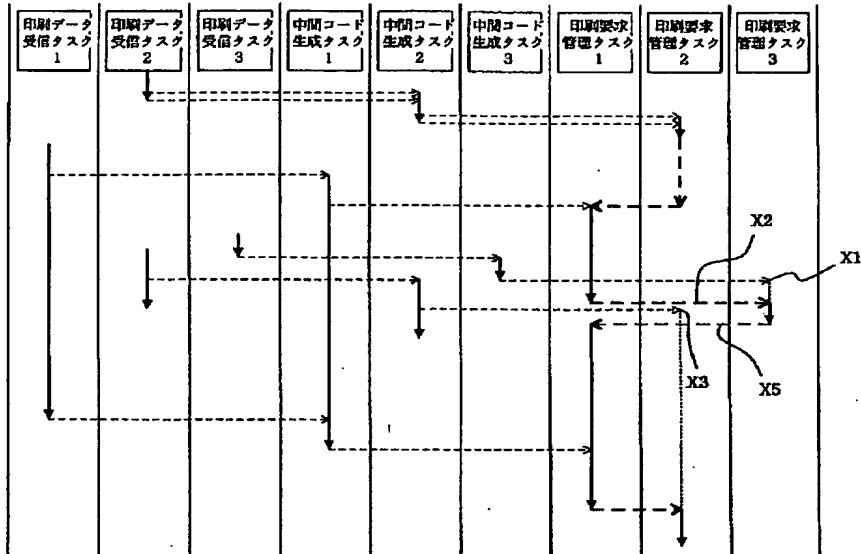 印刷データ
受信タスク
1
印刷データ
受信タスク
2
印刷データ
受信タスク
3
中間コード
生成タスク
1
中間コード
生成タスク
2
中間コード
生成タスク
3
印刷要求
管理タスク
1
印刷要求
管理タスク
2
印刷要求
管理タスク
3
X2
X1
X3
X5